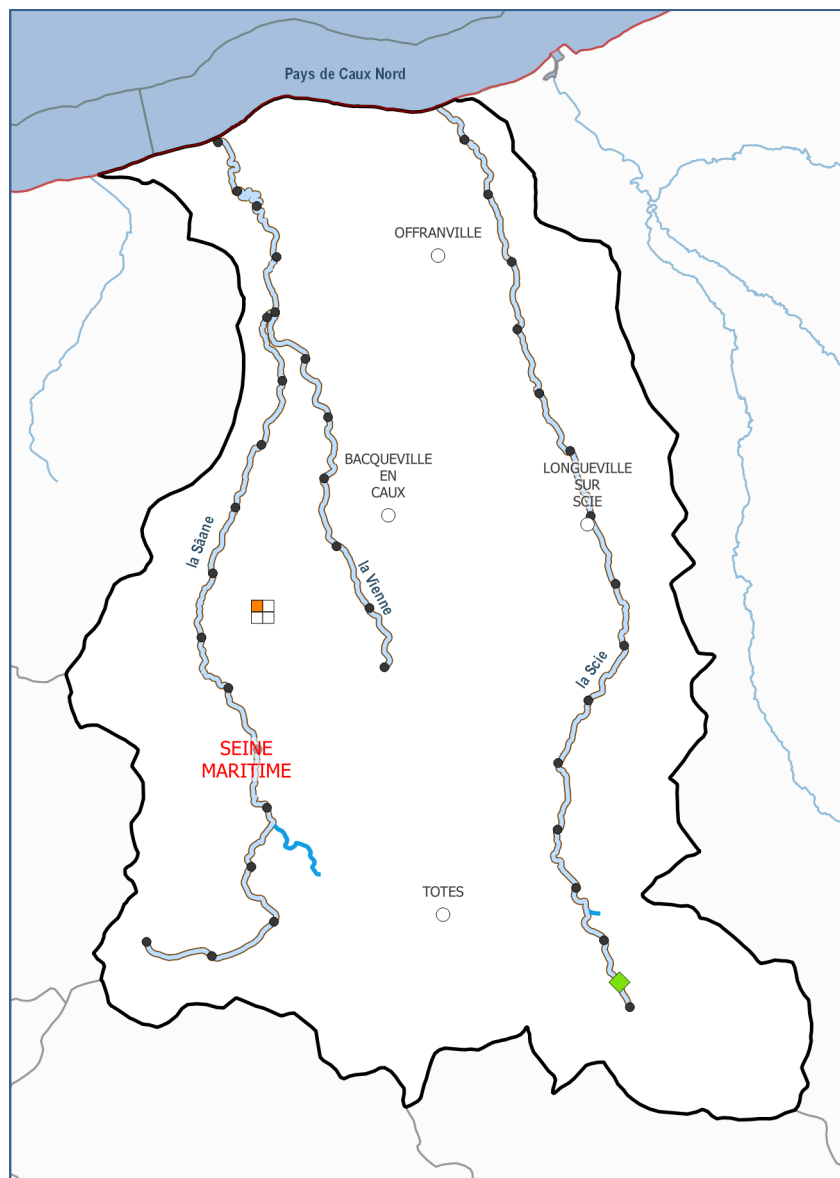 Pays de Caux Nord
OFFRANVILLE
BACQUEVILLE
EN
CAUX
LONGUEVILLE
SUR
SCIE
la Sâane
la Vienne
la Scie
SEINE
MARITIME
TOTES